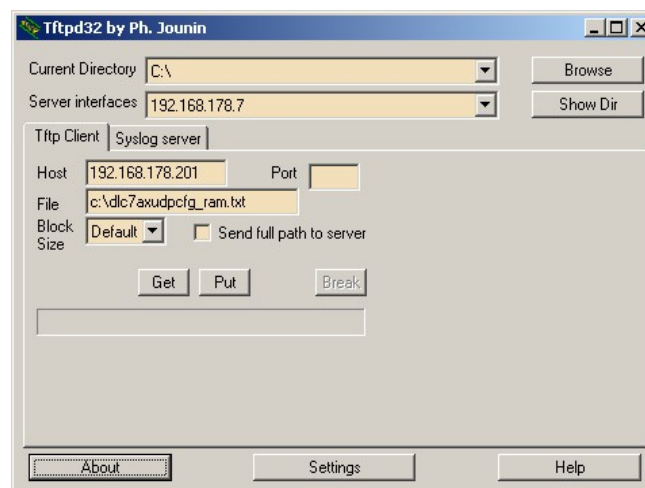 Tftpd32 by Ph. Jounin
Current Directory C:\ Browse
Server interfaces 192.168.178.7 Show Dir
Tftp Client Syslog server
Host 192.168.178.201 Port
File c:\dlc7axudpcfg_ram.txt
Block Size Default Send full path to server
Get Put Break
About Settings Help